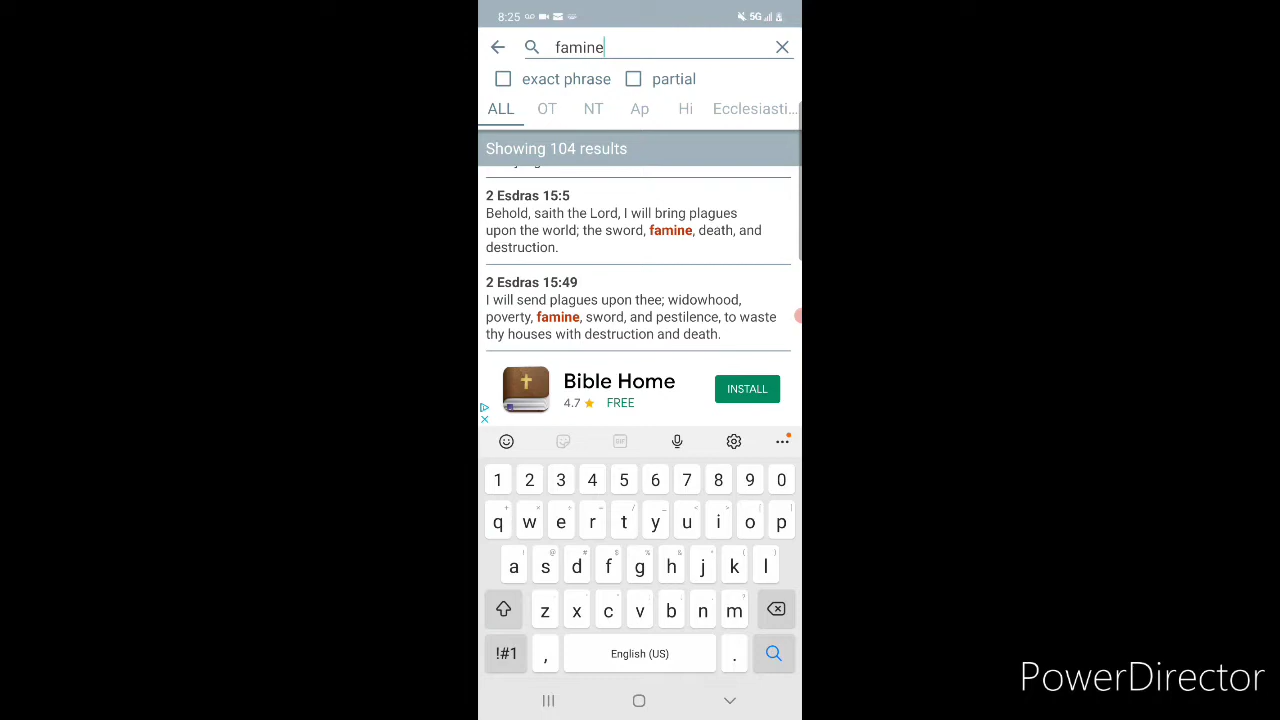 8:25 5G
famine
exact phrase partial
ALL OT NT Ap Hi Ecclesiasti...
Showing 104 results
2 Esdras 15:5
Behold, saith the Lord, I will bring plagues
upon the world; the sword, famine, death, and
destruction.
2 Esdras 15:49
I will send plagues upon thee; widowhood,
poverty, famine, sword, and pestilence, to waste
thy houses with destruction and death.
Bible Home
4.7 ★ FREE
INSTALL
GIF
1 2 3 4 5 6 7 8 9 0
q w e r t y u i o p
a s d f g h j k l
z x c v b n m
!#1 , English (US) .
PowerDirector